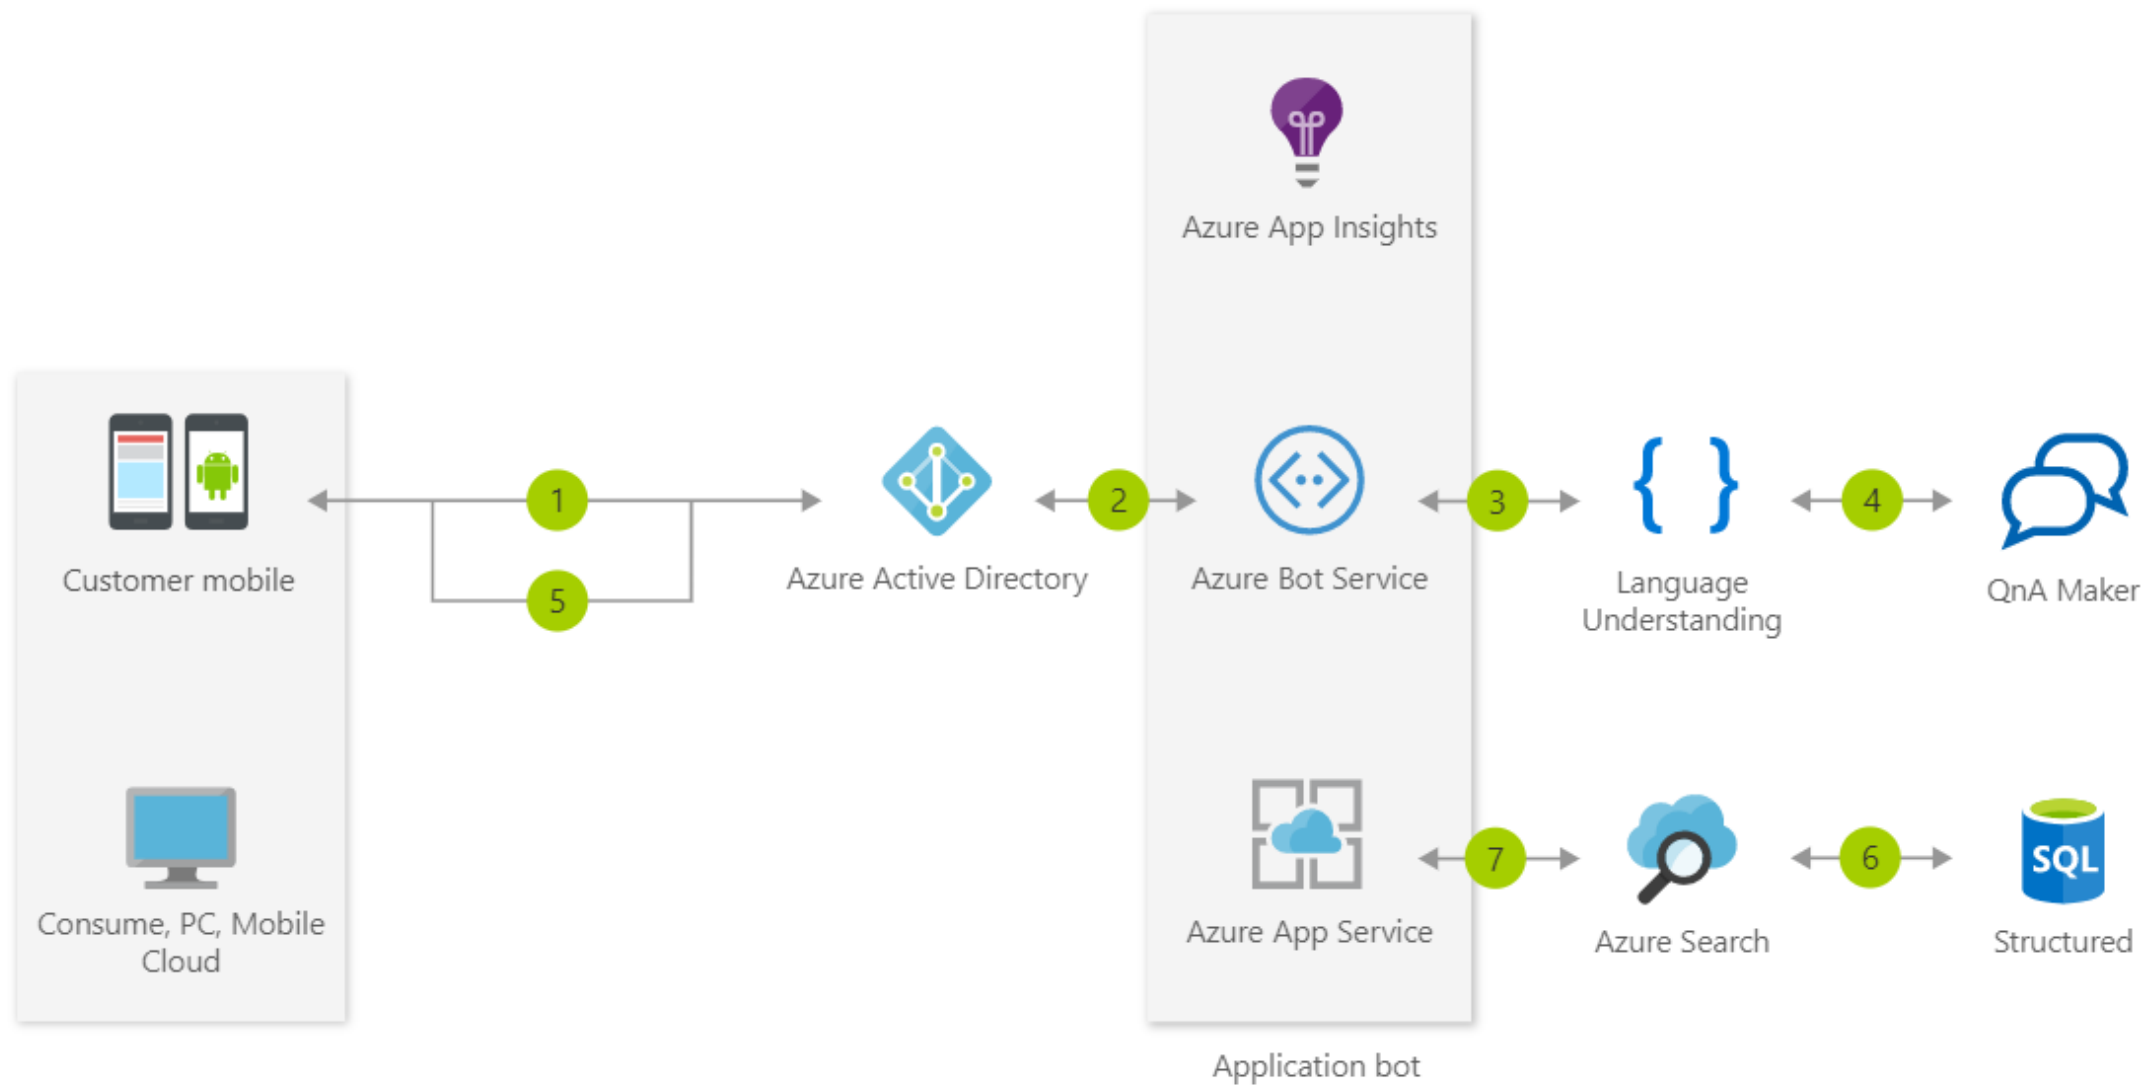 Azure App Insights
1
2
3
4
Customer mobile
Azure Active Directory
Azure Bot Service
Language
Understanding
QnA Maker
5
7
6
SQL
Consume, PC, Mobile
Cloud
Azure App Service
Azure Search
Structured
Application bot